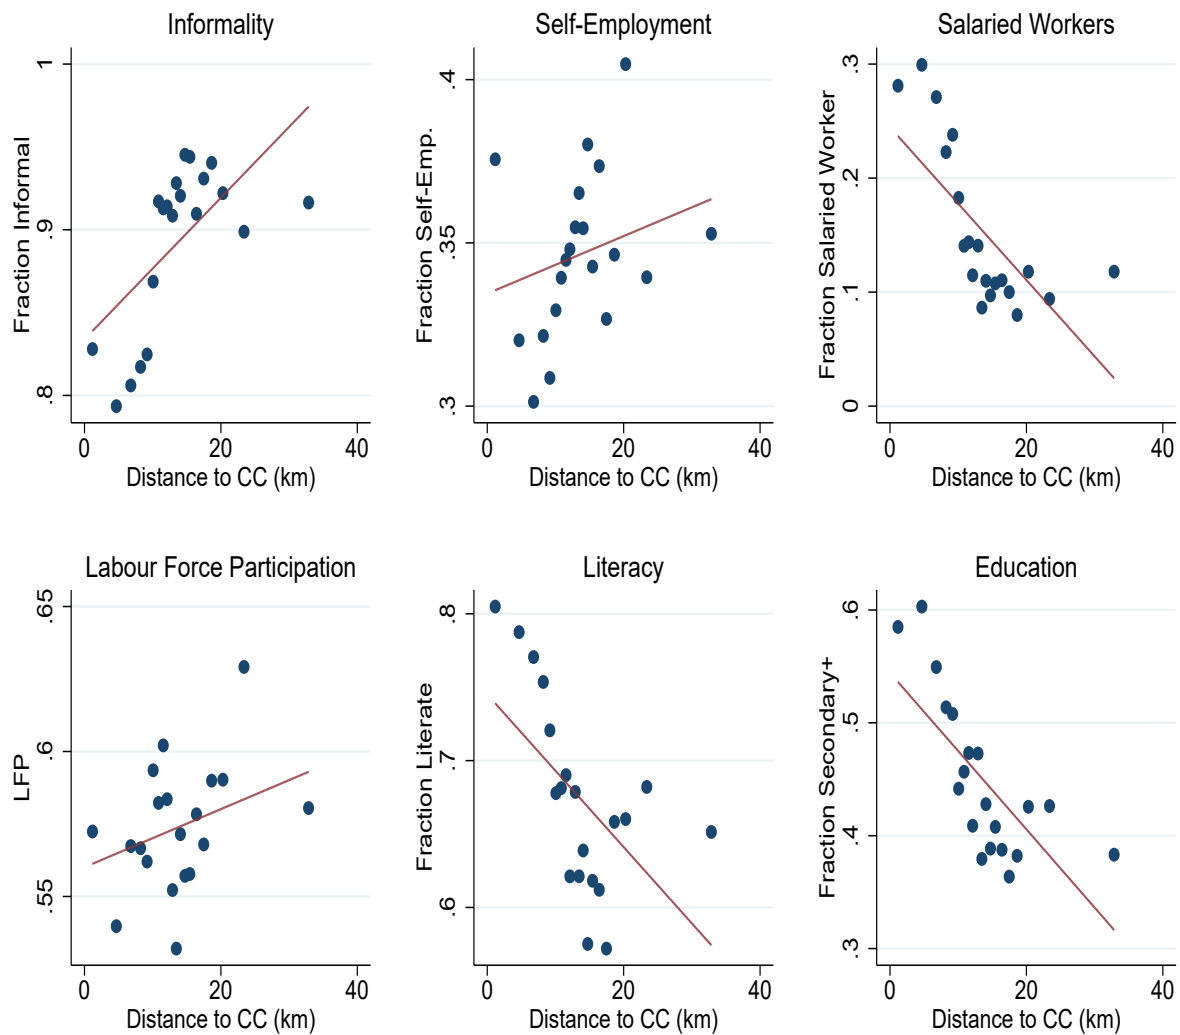 Informality
Fraction Informal
1
.9
.8
0 20 40
Distance to CC (km)
Self-Employment
Fraction Self-Emp.
.4
.35
.3
0 20 40
Distance to CC (km)
Salaried Workers
Fraction Salaried Worker
.3
.2
.1
0
0 20 40
Distance to CC (km)
Labour Force Participation
LFP
.65
.6
.55
0 20 40
Distance to CC (km)
Literacy
Fraction Literate
.8
.7
.6
0 20 40
Distance to CC (km)
Education
Fraction Secondary+
.6
.5
.4
.3
0 20 40
Distance to CC (km)